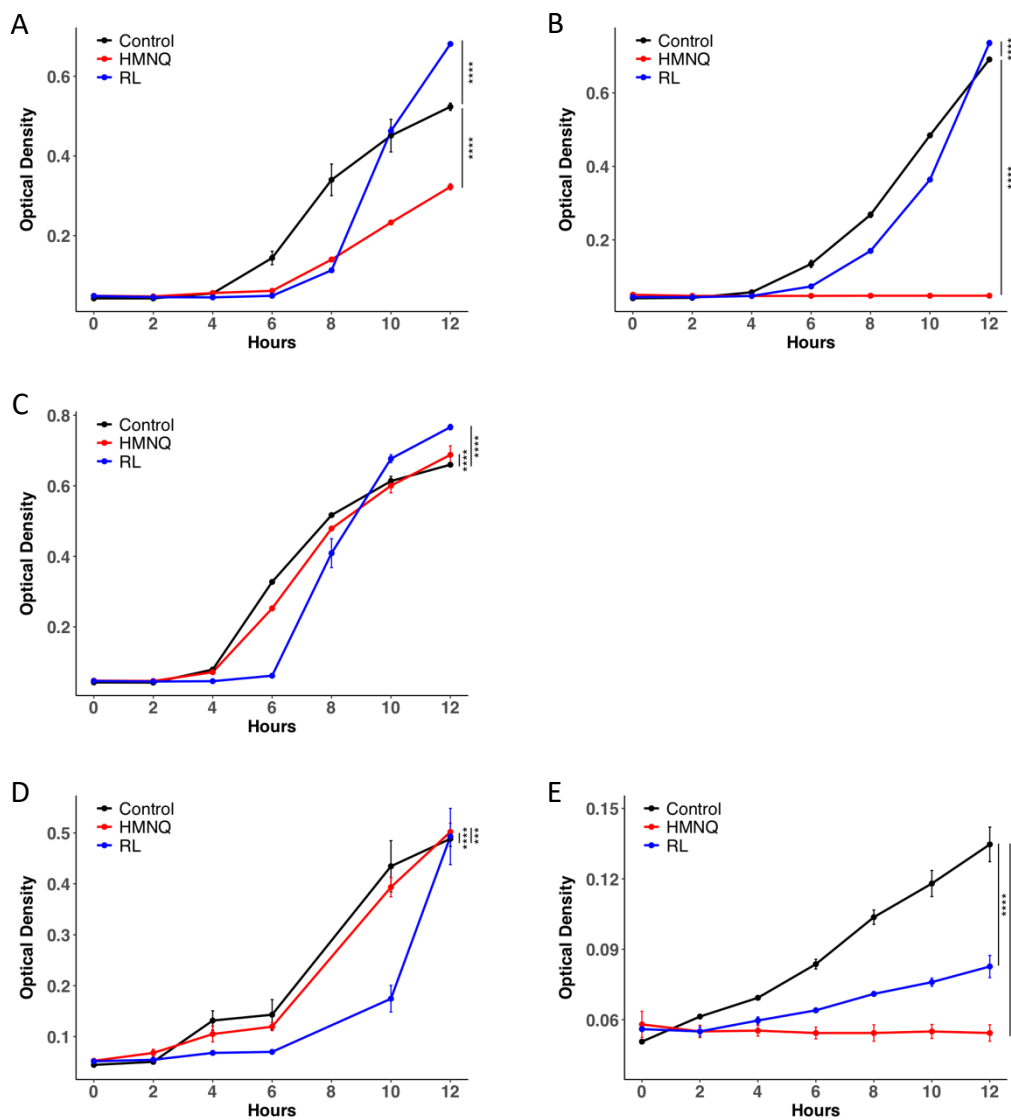 A
Control
HMNQ
RL
0.6
0.4
0.2
Optical Density
0 2 4 6 8 10 12
Hours
****
****
B
Control
HMNQ
RL
0.6
0.4
0.2
Optical Density
0 2 4 6 8 10 12
Hours
****
****
C
Control
HMNQ
RL
0.8
0.6
0.4
0.2
Optical Density
0 2 4 6 8 10 12
Hours
****
****
D
Control
HMNQ
RL
0.5
0.4
0.3
0.2
0.1
Optical Density
0 2 4 6 8 10 12
Hours
****
***
E
Control
HMNQ
RL
0.15
0.12
0.09
0.06
Optical Density
0 2 4 6 8 10 12
Hours
****